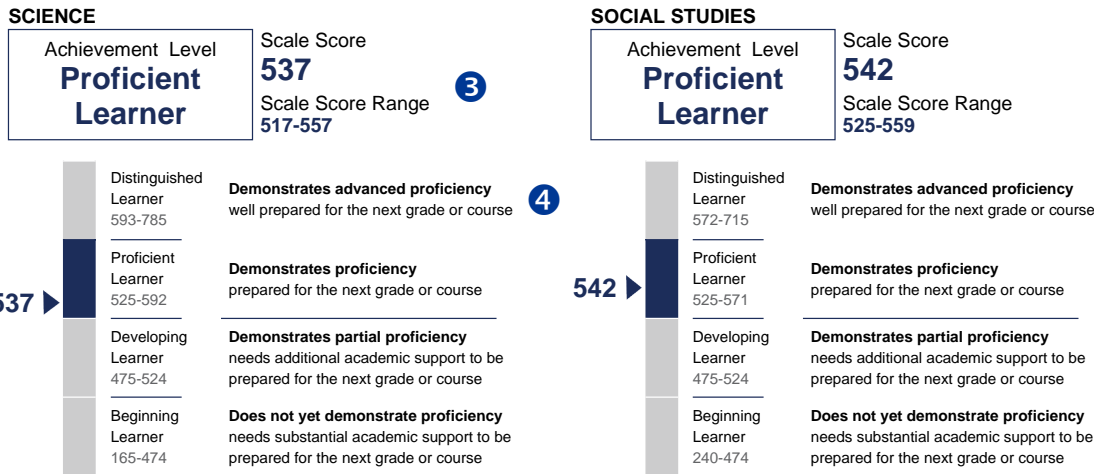 SCIENCE
Achievement Level
Proficient
Learner
Scale Score
537
Scale Score Range
517-557
3
Distinguished
Learner
593-785
Demonstrates advanced proficiency
well prepared for the next grade or course
4
Proficient
Learner
525-592
Demonstrates proficiency
prepared for the next grade or course
537
Developing
Learner
475-524
Demonstrates partial proficiency
needs additional academic support to be
prepared for the next grade or course
Beginning
Learner
165-474
Does not yet demonstrate proficiency
needs substantial academic support to be
prepared for the next grade or course
SOCIAL STUDIES
Achievement Level
Proficient
Learner
Scale Score
542
Scale Score Range
525-559
Distinguished
Learner
572-715
Demonstrates advanced proficiency
well prepared for the next grade or course
Proficient
Learner
525-571
Demonstrates proficiency
prepared for the next grade or course
542
Developing
Learner
475-524
Demonstrates partial proficiency
needs additional academic support to be
prepared for the next grade or course
Beginning
Learner
240-474
Does not yet demonstrate proficiency
needs substantial academic support to be
prepared for the next grade or course